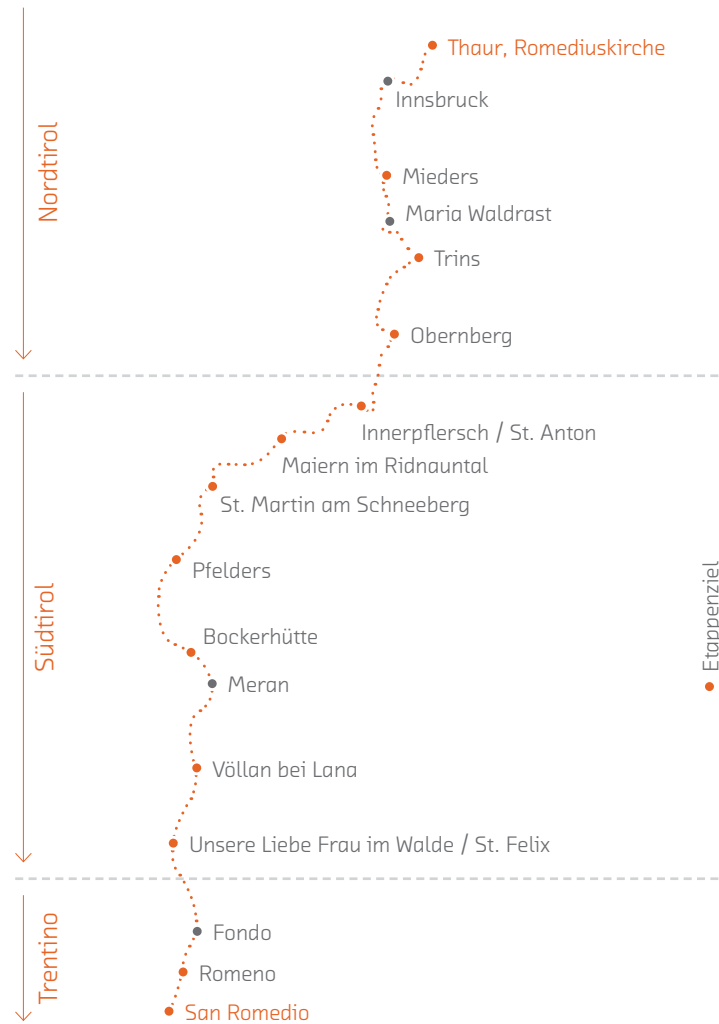 Thaur, Romediuskirche
Innsbruck
Nordtirol
Mieders
Maria Waldrast
Trins
Obernberg
Innerpflersch / St. Anton
Maiern im Ridnauntal
St. Martin am Schneeberg
Pfelders
Südtirol
Etappenziel
Bockerhütte
Meran
Völlan bei Lana
Unsere Liebe Frau im Walde / St. Felix
Trentino
Fondo
Romeno
San Romedio